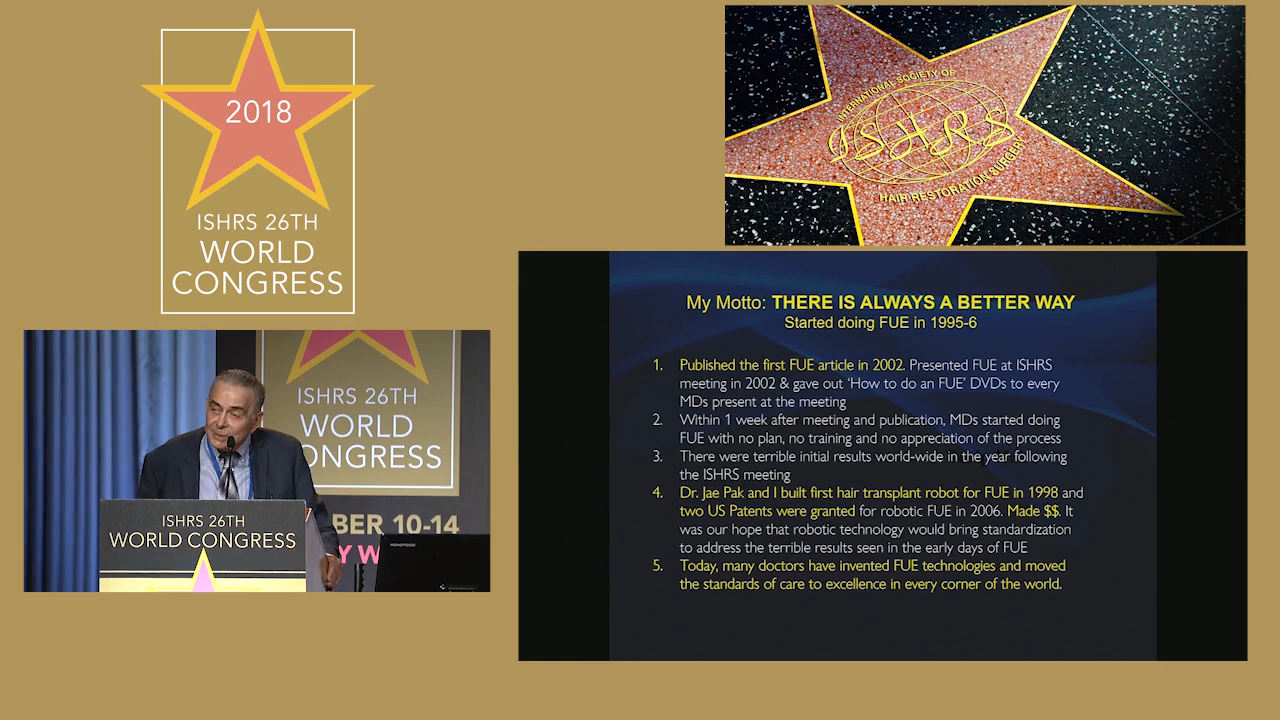 2018
ISHRS 26TH
WORLD
CONGRESS
INTERNATIONAL SOCIETY OF
ISHRS
HAIR RESTORATION SURGERY
ISHRS 26TH
WORLD
ONGRESS
BER 10-14
Y W
ISHRS 26TH
WORLD CONGRESS
My Motto: THERE IS ALWAYS A BETTER WAY
Started doing FUE in 1995-6
1. Published the first FUE article in 2002. Presented FUE at ISHRS
meeting in 2002 & gave out ‘How to do an FUE’ DVDs to every
MDs present at the meeting
2. Within 1 week after meeting and publication, MDs started doing
FUE with no plan, no training and no appreciation of the process
3. There were terrible initial results world-wide in the year following
the ISHRS meeting
4. Dr. Jae Pak and I built first hair transplant robot for FUE in 1998 and
two US Patents were granted for robotic FUE in 2006. Made $$. It
was our hope that robotic technology would bring standardization
to address the terrible results seen in the early days of FUE
5. Today, many doctors have invented FUE technologies and moved
the standards of care to excellence in every corner of the world.